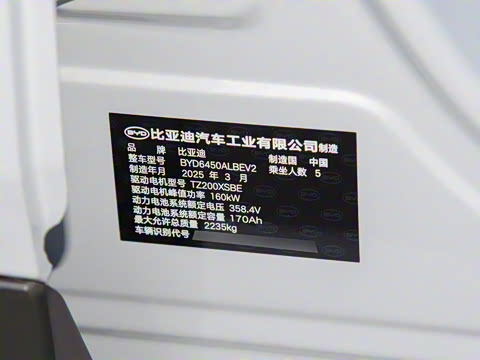 BYD 比亚迪汽车工业有限公司制造
品 牌 比亚迪 制造国 中国
整车型号 BYD6450ALBEV2 乘坐人数 5
制造年月 2025 年 3 月
驱动电机型号 TZ200XSBE
驱动电机峰值功率 160kW
动力电池系统额定电压 358.4V
动力电池系统额定容量 170Ah
最大允许总质量 2235kg
车辆识别代号